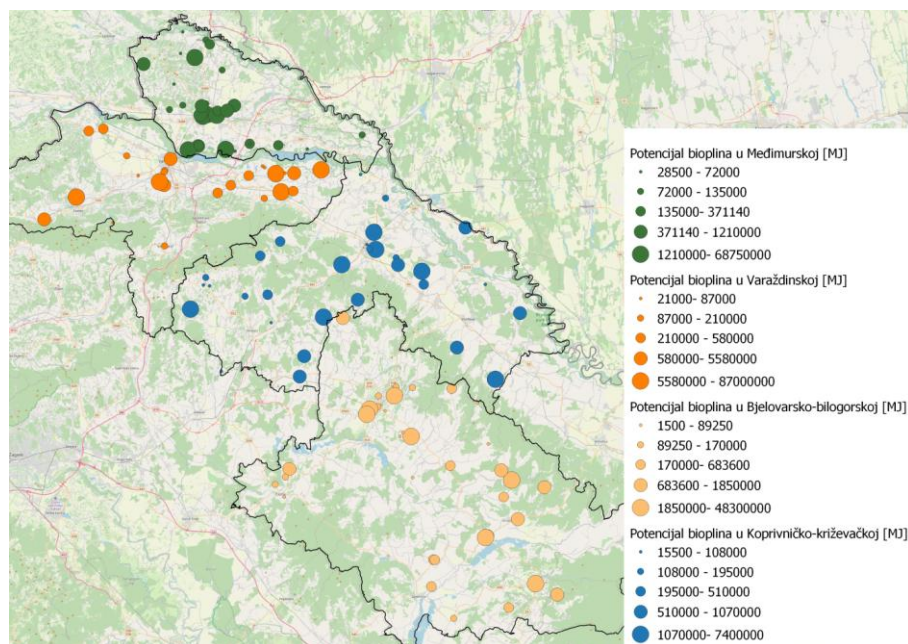 Potencijal bioplina u Međimurskoj [MJ]
28500 - 72000
72000 - 135000
135000 - 371140
371140 - 1210000
1210000 - 68750000
Potencijal bioplina u Varaždinskoj [MJ]
21000 - 87000
87000 - 210000
210000 - 580000
580000 - 5580000
5580000 - 87000000
Potencijal bioplina u Bjelovarsko-bilogorskoj [MJ]
1500 - 89250
89250 - 170000
170000 - 683600
683600 - 1850000
1850000- 48300000
Potencijal bioplina u Koprivničko-križevačkoj [MJ]
15500 - 108000
108000 - 195000
195000 - 510000
510000 - 1070000
1070000- 7400000